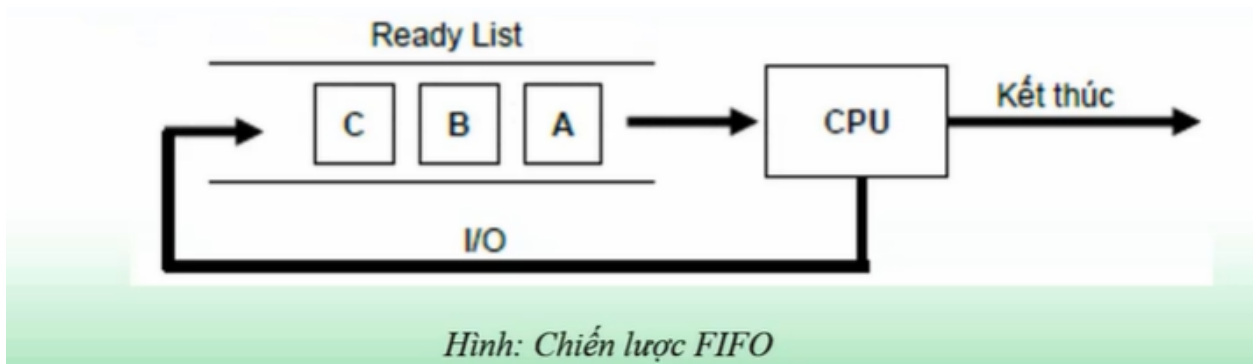 Ready List
C B A
CPU
Kết thúc
I/O
Hình: Chiến lược FIFO